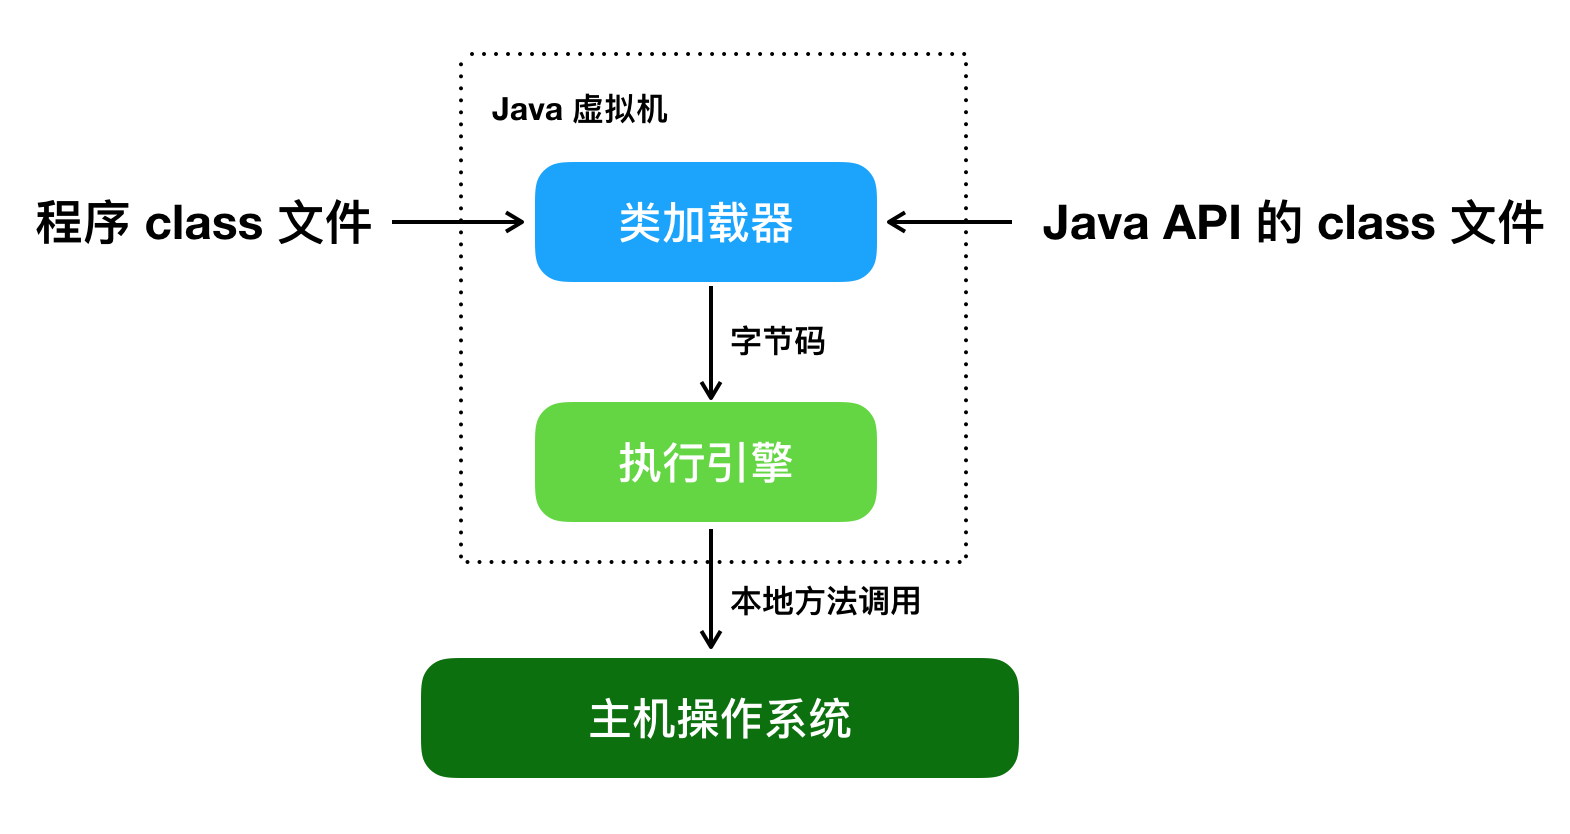 Java 虚拟机
程序 class 文件
类加载器
Java API 的 class 文件
字节码
执行引擎
本地方法调用
主机操作系统